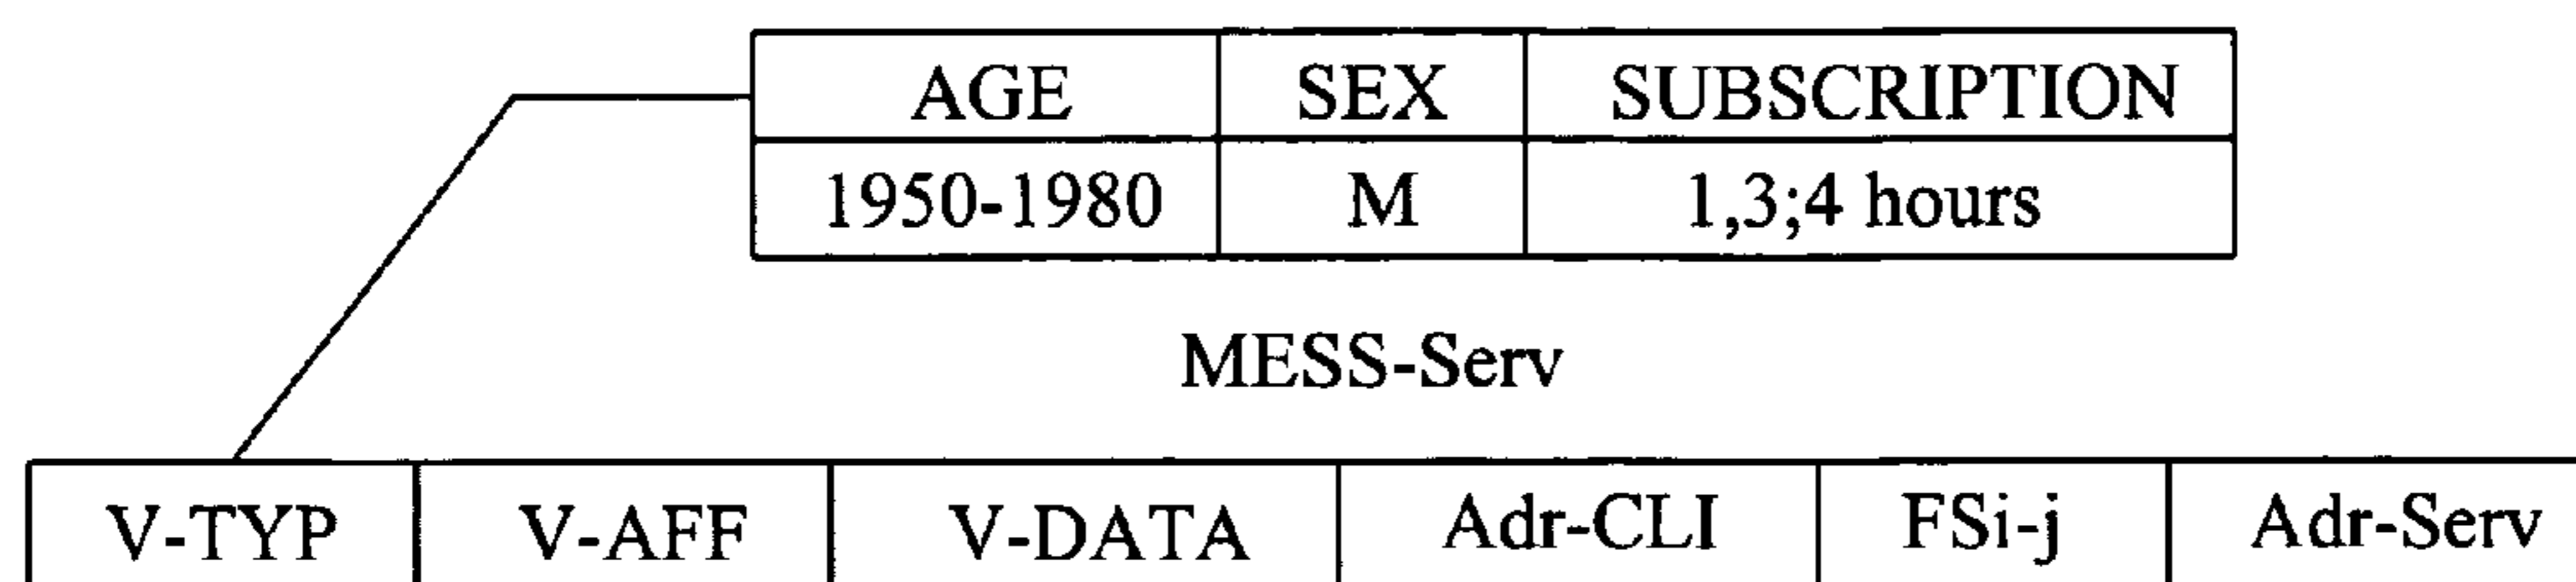 AGE SEX SUBSCRIPTION
1950-1980 M 1,3;4 hours
MESS-Serv
V-TYP V-AFF V-DATA Adr-CLI FSi-j Adr-Serv